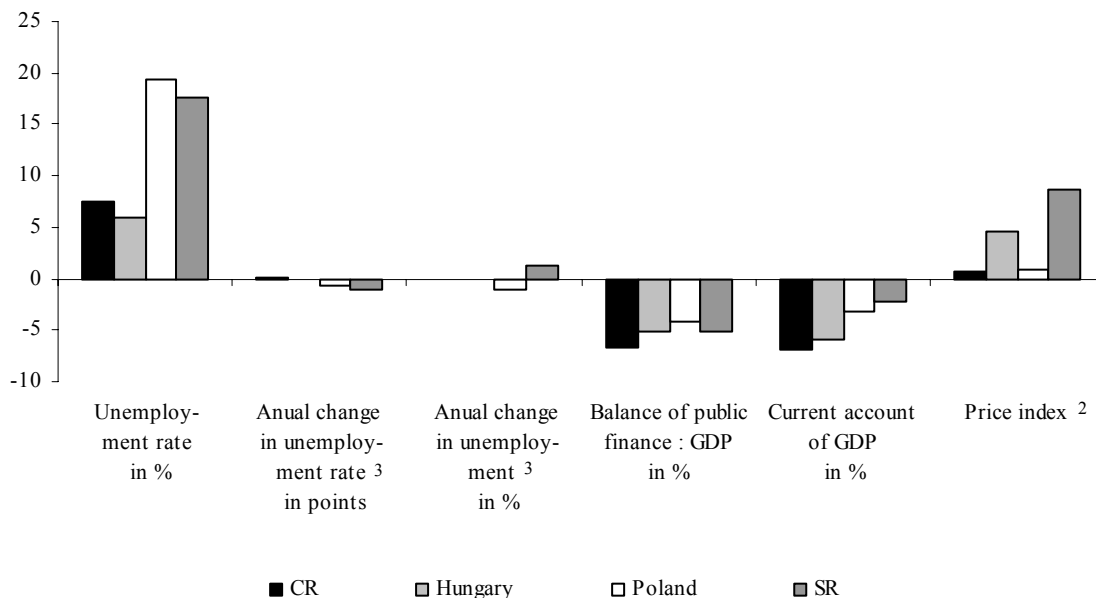 25
20
15
10
5
0
-5
-10
Unemploy-
ment rate
in %
Anual change
in unemploy-
ment rate 3
in points
Anual change
in unemploy-
ment 3
in %
Balance of public
finance : GDP
in %
Current account
of GDP
in %
Price index 2
CR Hungary Poland SR